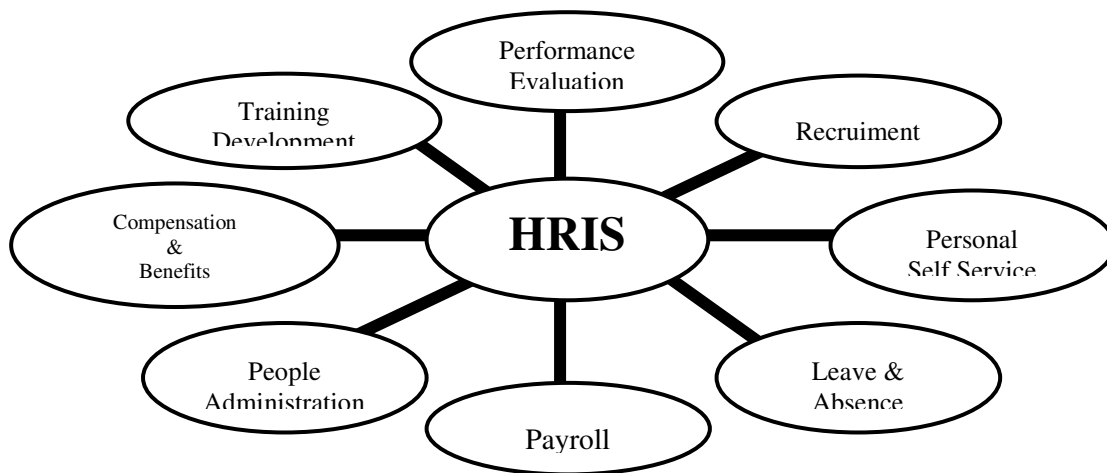 Performance
Evaluation
Training
Development
Recruiment
HRIS
Compensation
&
Benefits
Personal
Self Service
People
Administration
Leave &
Absence
Payroll